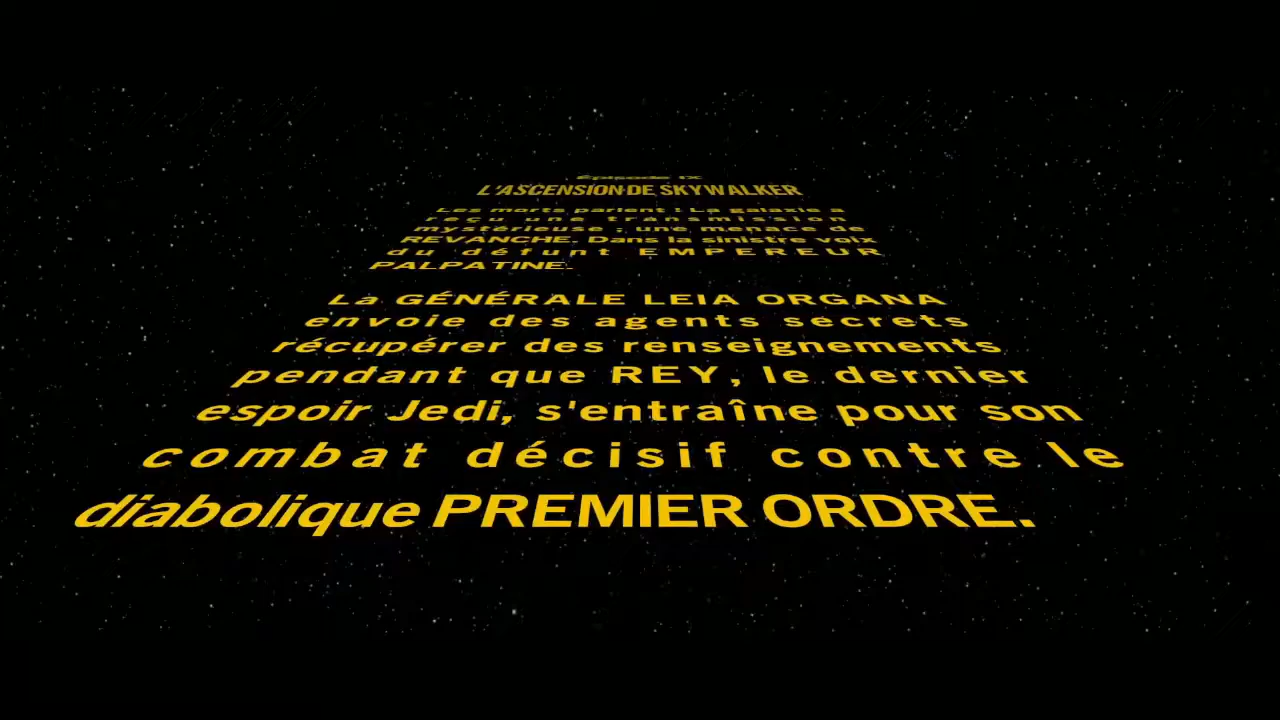 Épisode IX
L'ASCENSION DE SKYWALKER
Les morts parlent ! La galaxie a
reçu une transmission
mystérieuse ; une menace de
REVANCHE. Dans la sinistre voix
du défunt EMPEREUR
PALPATINE.
La GÉNÉRALE LEIA ORGANA
envoie des agents secrets
récupérer des renseignements
pendant que REY, le dernier
espoir Jedi, s'entraîne pour son
combat décisif contre le
diabolique PREMIER ORDRE.